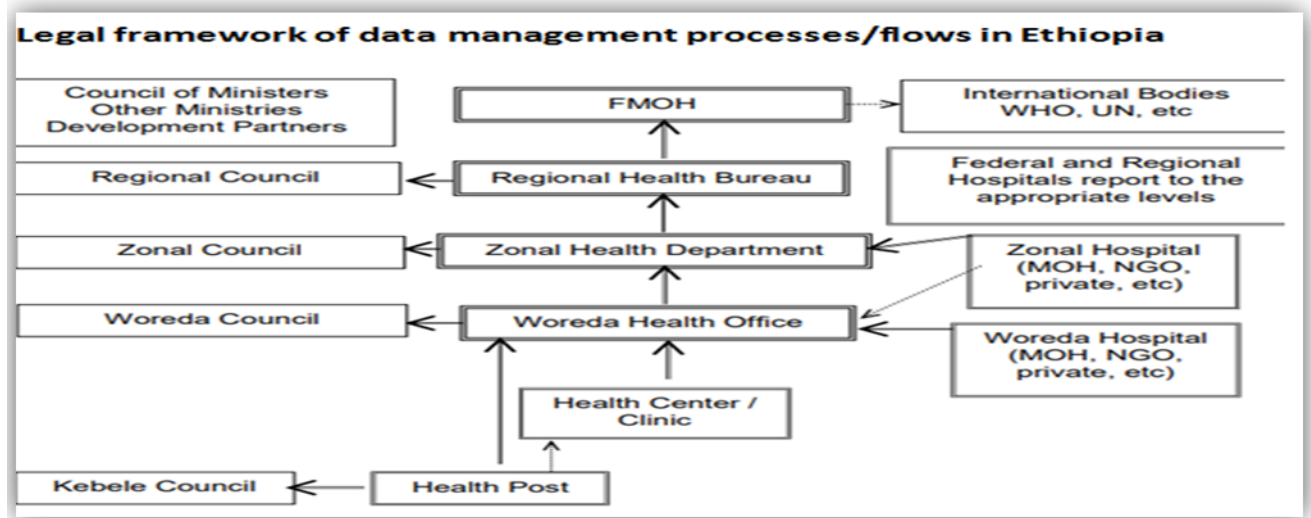 Legal framework of data management processes/flows in Ethiopia
Council of Ministers
Other Ministries
Development Partners
FMOH
International Bodies
WHO, UN, etc
Regional Council
Regional Health Bureau
Federal and Regional
Hospitals report to the
appropriate levels
Zonal Council
Zonal Health Department
Zonal Hospital
(MOH, NGO,
private, etc)
Woreda Council
Woreda Health Office
Woreda Hospital
(MOH, NGO,
private, etc)
Health Center /
Clinic
Kebele Council
Health Post